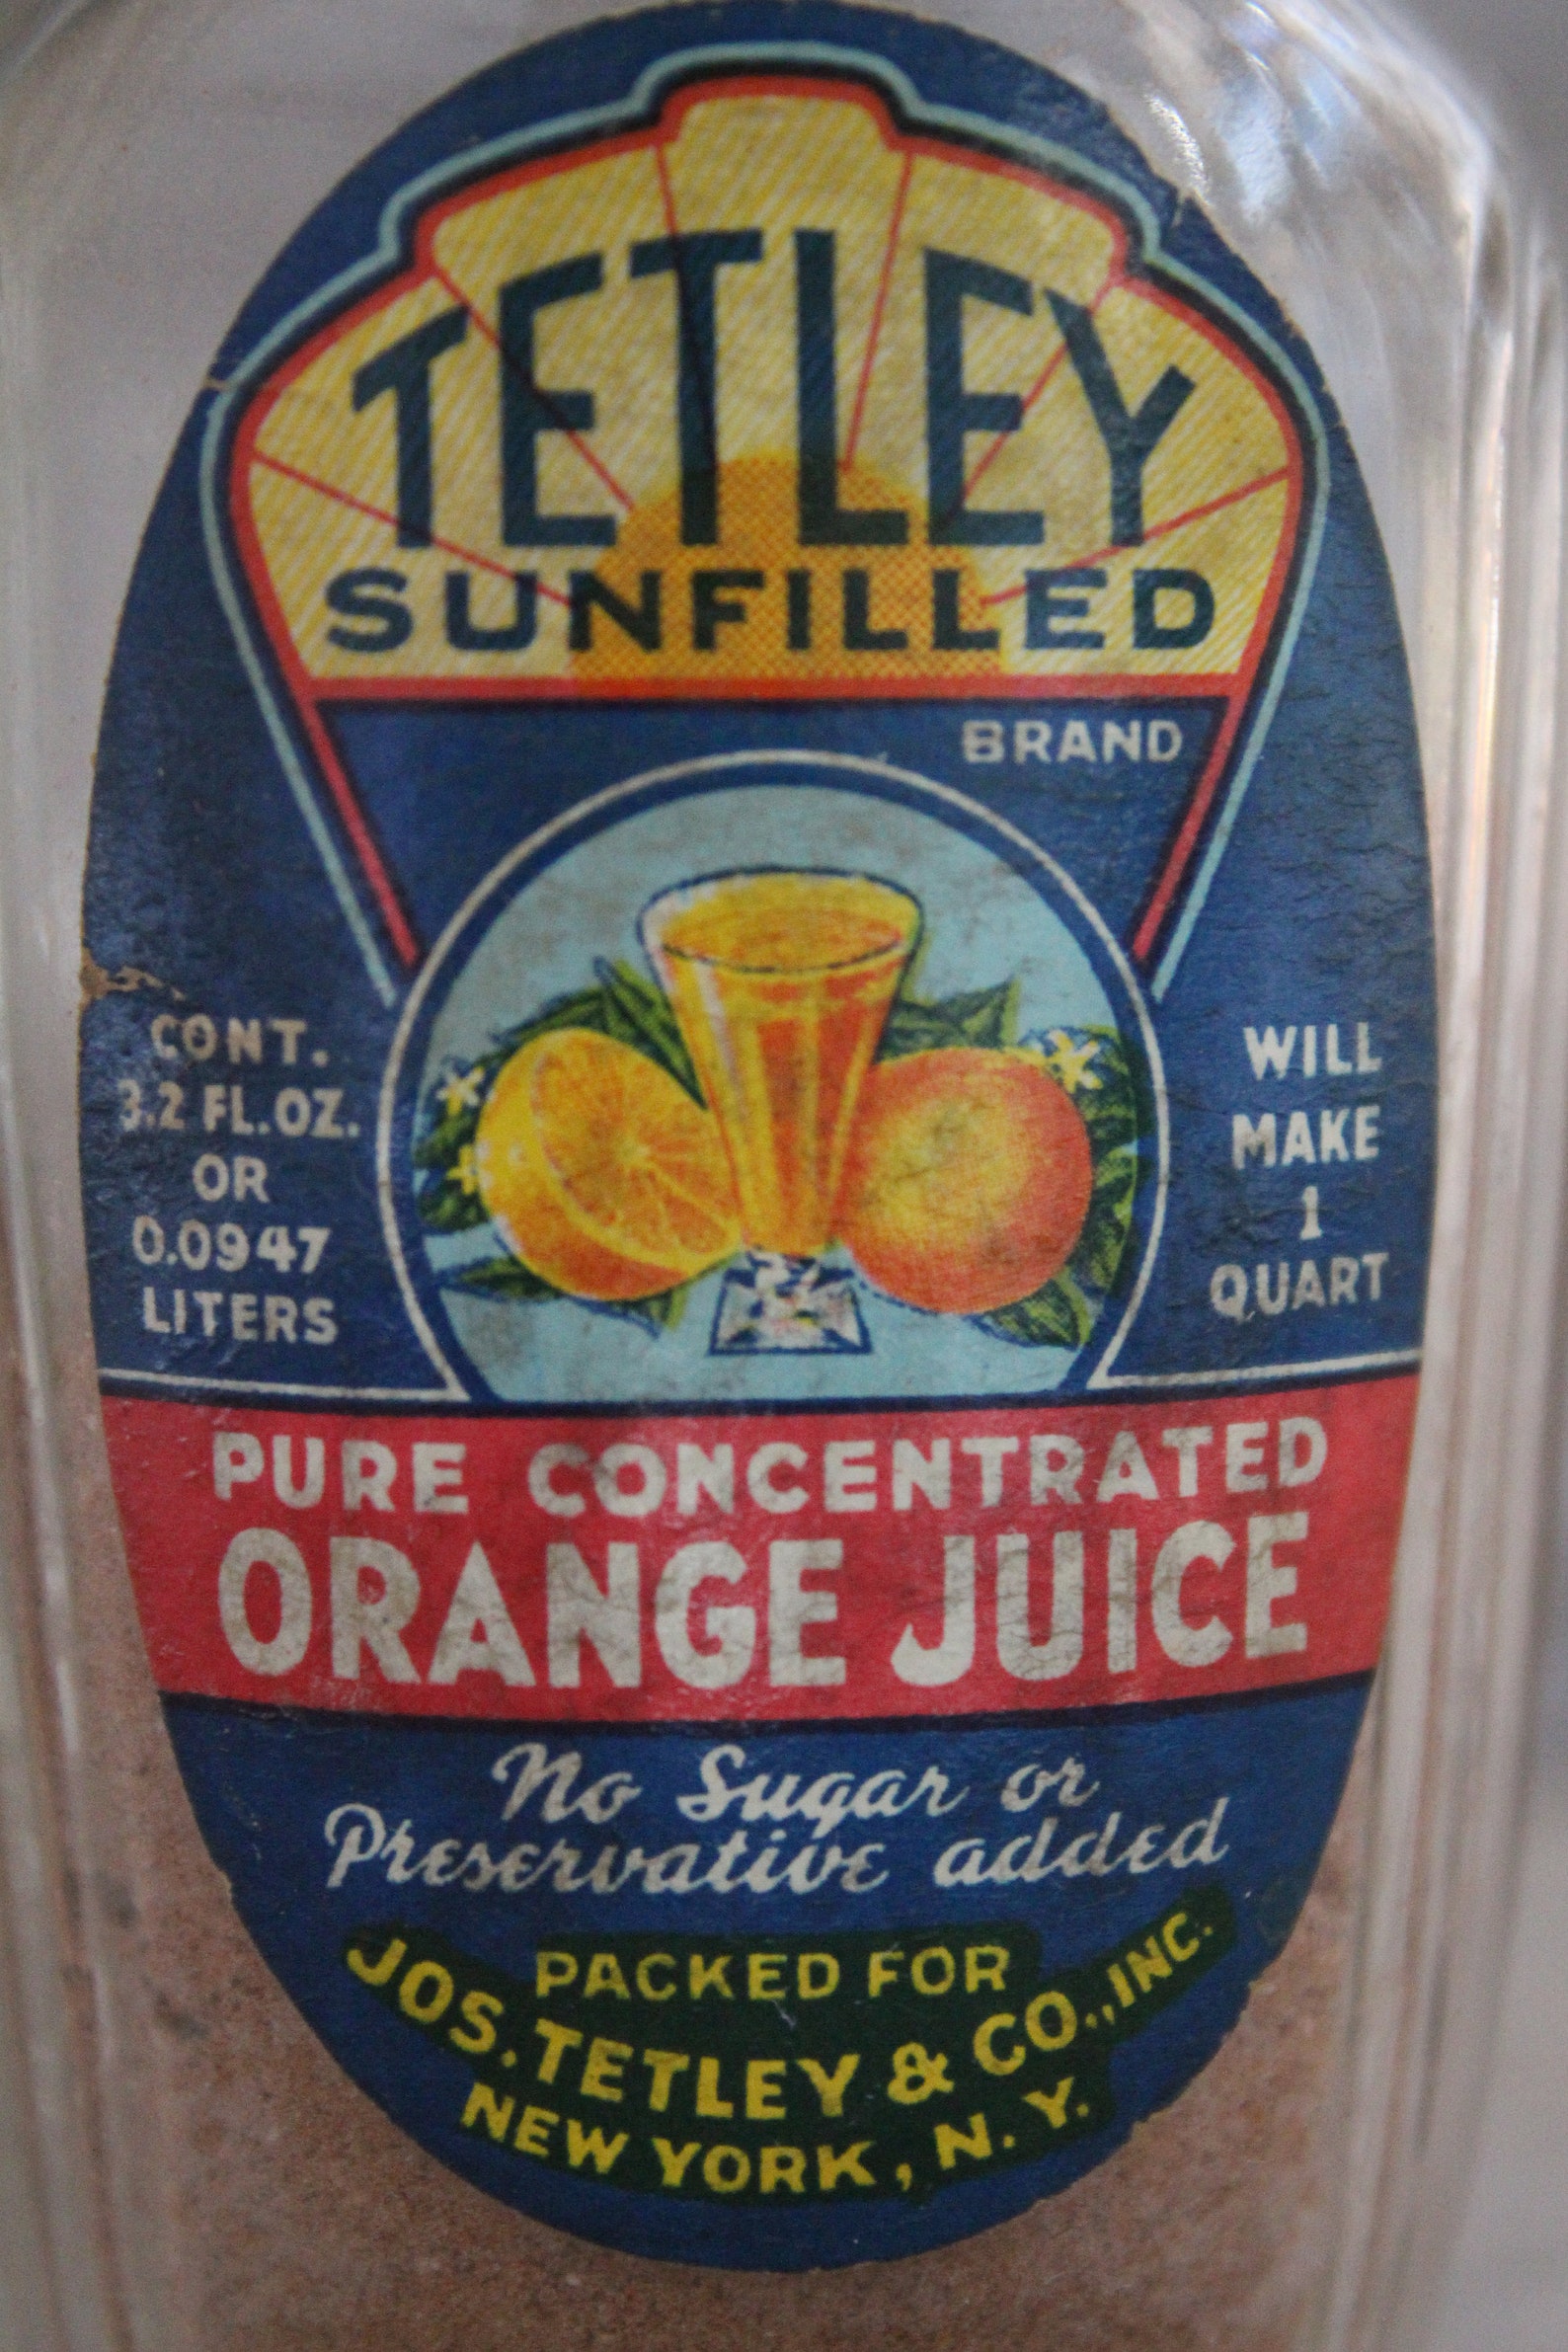 TETLEY
SUNFILLED
BRAND
CONT.
3.2 FL. OZ.
OR
0.0947
LITERS
WILL
MAKE
1
QUART
PURE CONCENTRATED
ORANGE JUICE
No Sugar or
Preservative added
PACKED FOR
JOS. TETLEY & CO., INC.
NEW YORK, N. Y.